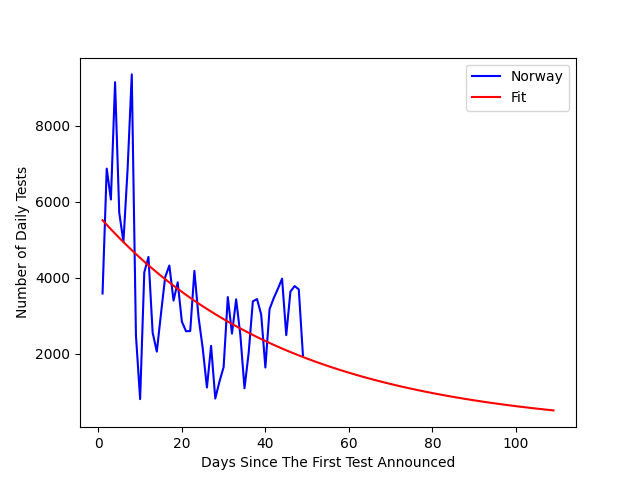 Norway
Fit
8000
6000
4000
2000
Number of Daily Tests
0 20 40 60 80 100
Days Since The First Test Announced